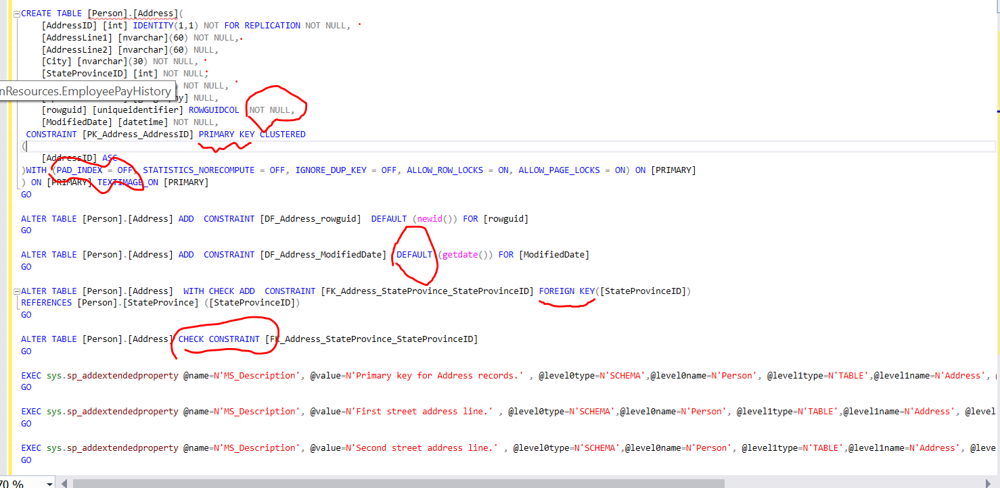 CREATE TABLE [Person].[Address](
[AddressID] [int] IDENTITY(1,1) NOT FOR REPLICATION NOT NULL,
[AddressLine1] [nvarchar](60) NOT NULL,
[AddressLine2] [nvarchar](60) NULL,
[City] [nvarchar](30) NOT NULL,
[StateProvinceID] [int] NOT NULL,
nResources.EmployeePayHistory NOT NULL,
NULL,
[rowguid] [uniqueidentifier] ROWGUIDCOL NOT NULL,
[ModifiedDate] [datetime] NOT NULL,
CONSTRAINT [PK_Address_AddressID] PRIMARY KEY CLUSTERED
(
[AddressID] ASC
)WITH (PAD_INDEX = OFF, STATISTICS_NORECOMPUTE = OFF, IGNORE_DUP_KEY = OFF, ALLOW_ROW_LOCKS = ON, ALLOW_PAGE_LOCKS = ON) ON [PRIMARY]
) ON [PRIMARY] TEXTIMAGE_ON [PRIMARY]
GO
ALTER TABLE [Person].[Address] ADD  CONSTRAINT [DF_Address_rowguid]  DEFAULT (newid()) FOR [rowguid]
GO
ALTER TABLE [Person].[Address] ADD  CONSTRAINT [DF_Address_ModifiedDate]  DEFAULT (getdate()) FOR [ModifiedDate]
GO
ALTER TABLE [Person].[Address]  WITH CHECK ADD  CONSTRAINT [FK_Address_StateProvince_StateProvinceID] FOREIGN KEY([StateProvinceID])
REFERENCES [Person].[StateProvince] ([StateProvinceID])
GO
ALTER TABLE [Person].[Address] CHECK CONSTRAINT [FK_Address_StateProvince_StateProvinceID]
GO
EXEC sys.sp_addextendedproperty @name=N'MS_Description', @value=N'Primary key for Address records.' , @level0type=N'SCHEMA',@level0name=N'Person', @level1type=N'TABLE',@level1name=N'Address',
GO
EXEC sys.sp_addextendedproperty @name=N'MS_Description', @value=N'First street address line.' , @level0type=N'SCHEMA',@level0name=N'Person', @level1type=N'TABLE',@level1name=N'Address', @level
GO
EXEC sys.sp_addextendedproperty @name=N'MS_Description', @value=N'Second street address line.' , @level0type=N'SCHEMA',@level0name=N'Person', @level1type=N'TABLE',@level1name=N'Address', @leve
GO
70 %